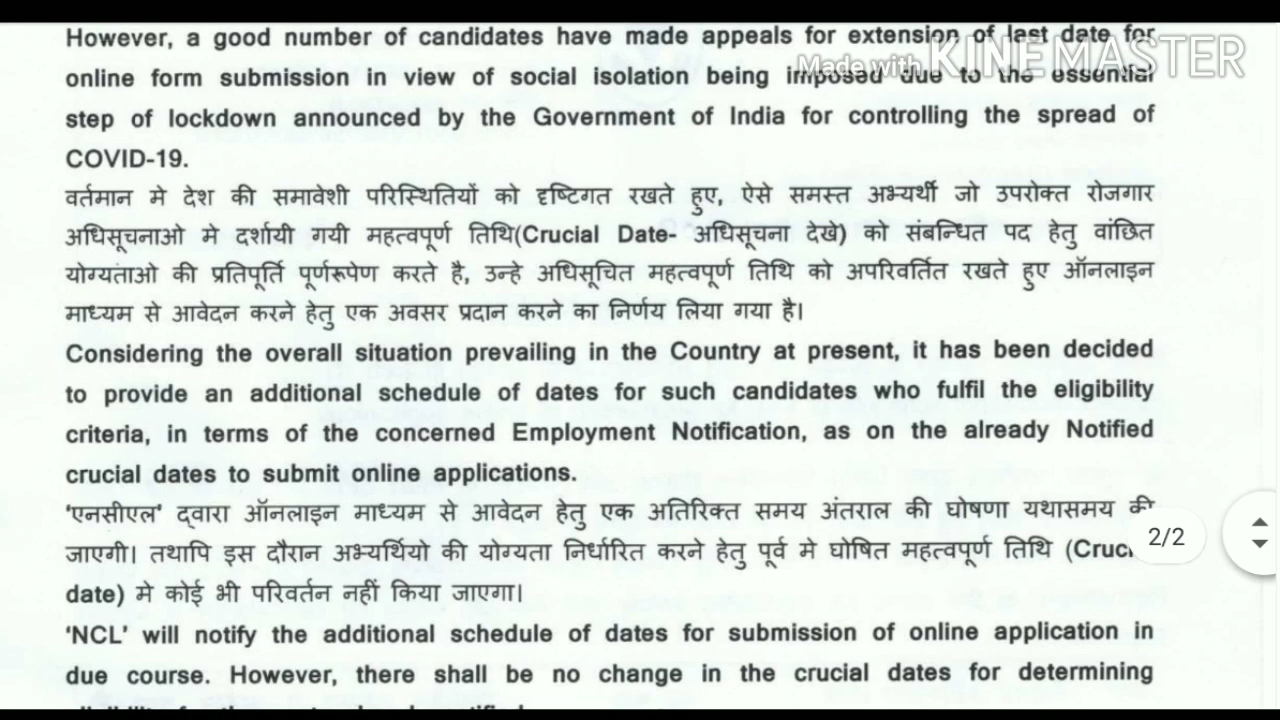 However, a good number of candidates have made appeals for extension of last date for
Made with KINEMASTER
online form submission in view of social isolation being imposed due to the essential
step of lockdown announced by the Government of India for controlling the spread of
COVID-19.
वर्तमान मे देश की समावेशी परिस्थितियों को दृष्टिगत रखते हुए, ऐसे समस्त अभ्यर्थी जो उपरोक्त रोजगार
अधिसूचनाओ मे दर्शायी गयी महत्वपूर्ण तिथि(Crucial Date- अधिसूचना देखे) को संबन्धित पद हेतु वांछित
योग्यताओ की प्रतिपूर्ति पूर्णरूपेण करते है, उन्हे अधिसूचित महत्वपूर्ण तिथि को अपरिवर्तित रखते हुए ऑनलाइन
माध्यम से आवेदन करने हेतु एक अवसर प्रदान करने का निर्णय लिया गया है।
Considering the overall situation prevailing in the Country at present, it has been decided
to provide an additional schedule of dates for such candidates who fulfil the eligibility
criteria, in terms of the concerned Employment Notification, as on the already Notified
crucial dates to submit online applications.
'एनसीएल' द्वारा ऑनलाइन माध्यम से आवेदन हेतु एक अतिरिक्त समय अंतराल की घोषणा यथासमय की
जाएगी। तथापि इस दौरान अभ्यर्थियो की योग्यता निर्धारित करने हेतु पूर्व मे घोषित महत्वपूर्ण तिथि (Cruci
2/2
date) मे कोई भी परिवर्तन नहीं किया जाएगा।
'NCL' will notify the additional schedule of dates for submission of online application in
due course. However, there shall be no change in the crucial dates for determining